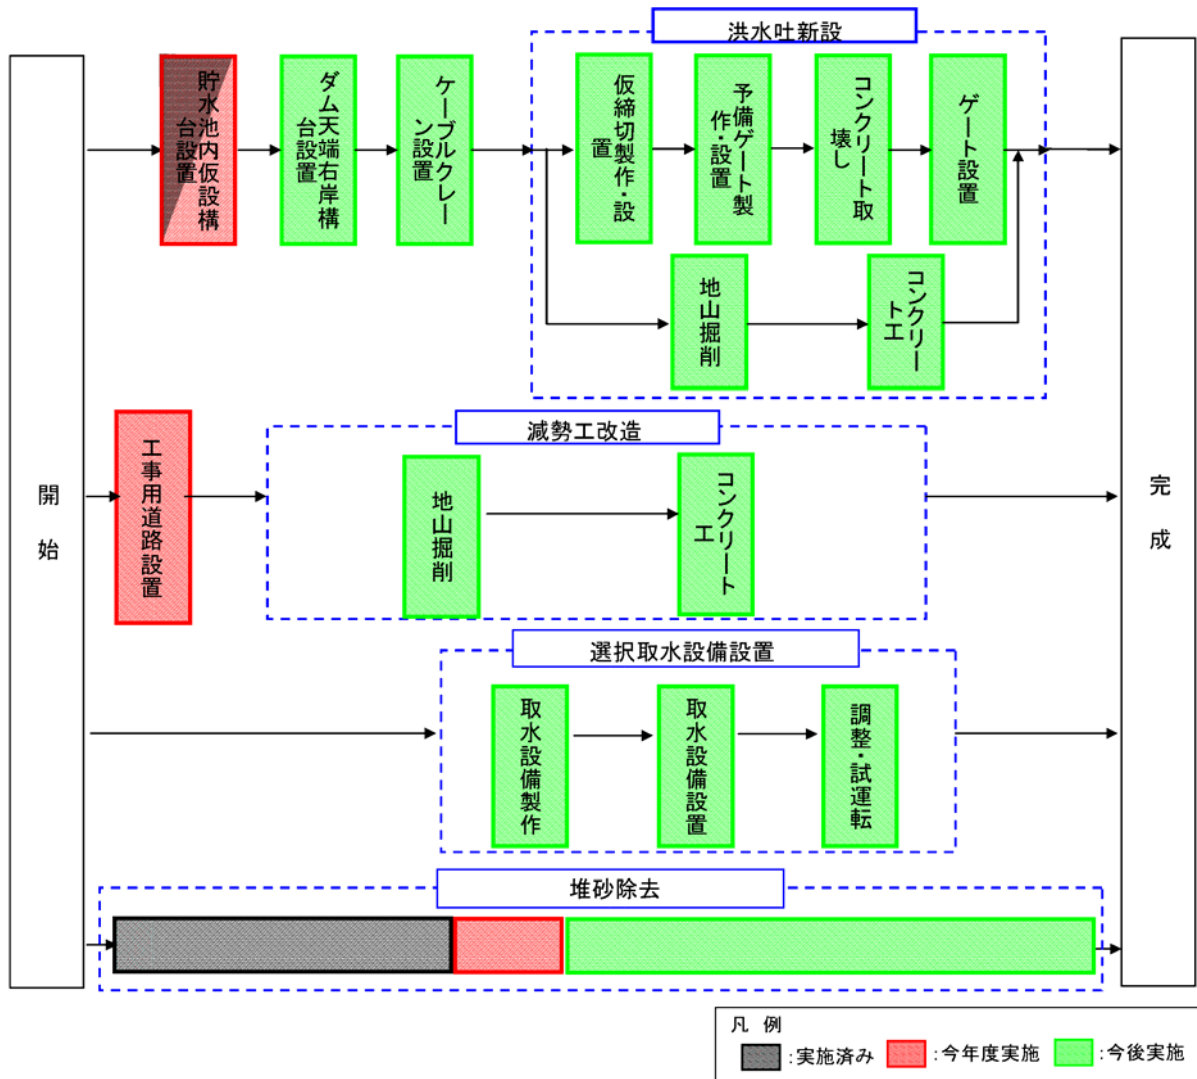 洪水吐新設
開始
貯水池内仮設構
台設置
ダム天端右岸構
台設置
ケーブルクレー
ン設置
仮締切製作・設
置
予備ゲート製
作・設置
コンクリート取
壊し
ゲート設置
地山掘削
コンクリー
ト工
完成
減勢工改造
工事用道路設置
地山掘削
コンクリート
工
選択取水設備設置
取水設備製作
取水設備設置
調整・試運転
堆砂除去
凡 例
:実施済み
:今年度実施
:今後実施